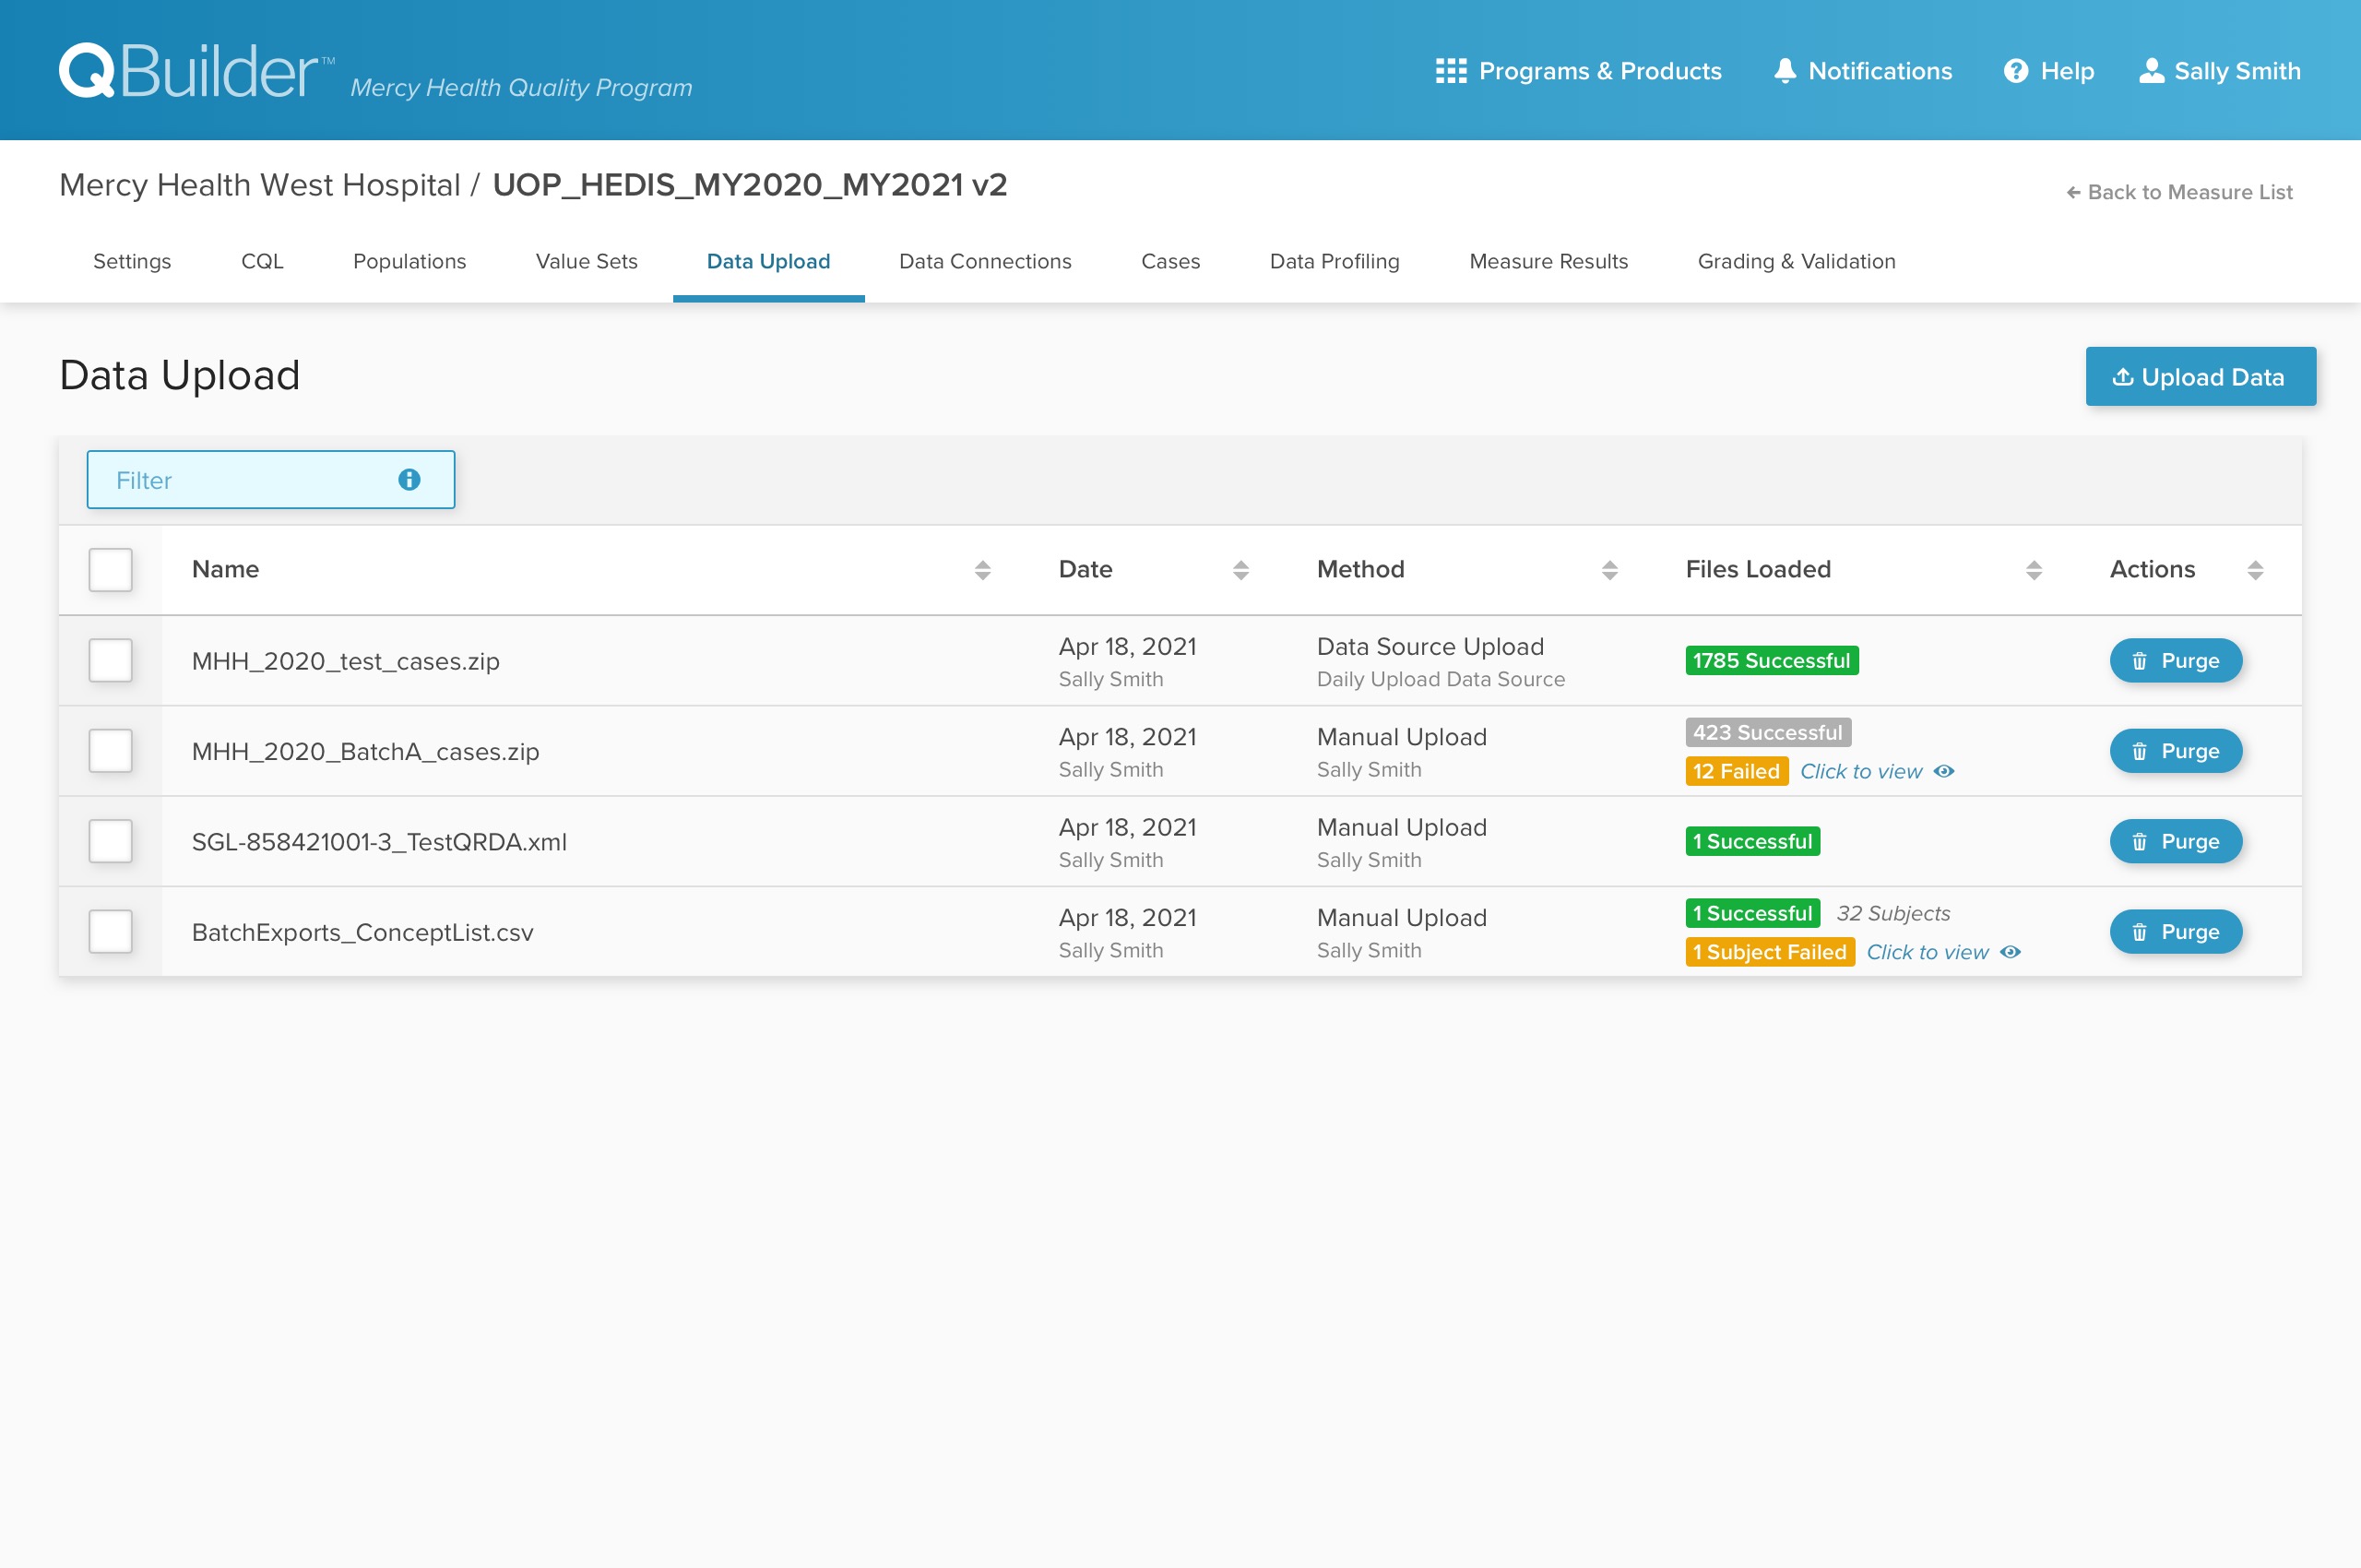 QBuilder™ Mercy Health Quality Program
Programs & Products Notifications Help Sally Smith
Mercy Health West Hospital / UOP_HEDIS_MY2020_MY2021 v2
Back to Measure List
Settings CQL Populations Value Sets Data Upload Data Connections Cases Data Profiling Measure Results Grading & Validation
Data Upload
Upload Data
Filter
Name Date Method Files Loaded Actions
MHH_2020_test_cases.zip
Apr 18, 2021
Sally Smith
Data Source Upload
Daily Upload Data Source
1785 Successful
Purge
MHH_2020_BatchA_cases.zip
Apr 18, 2021
Sally Smith
Manual Upload
Sally Smith
423 Successful
12 Failed Click to view
Purge
SGL-858421001-3_TestQRDA.xml
Apr 18, 2021
Sally Smith
Manual Upload
Sally Smith
1 Successful
Purge
BatchExports_ConceptList.csv
Apr 18, 2021
Sally Smith
Manual Upload
Sally Smith
1 Successful 32 Subjects
1 Subject Failed Click to view
Purge